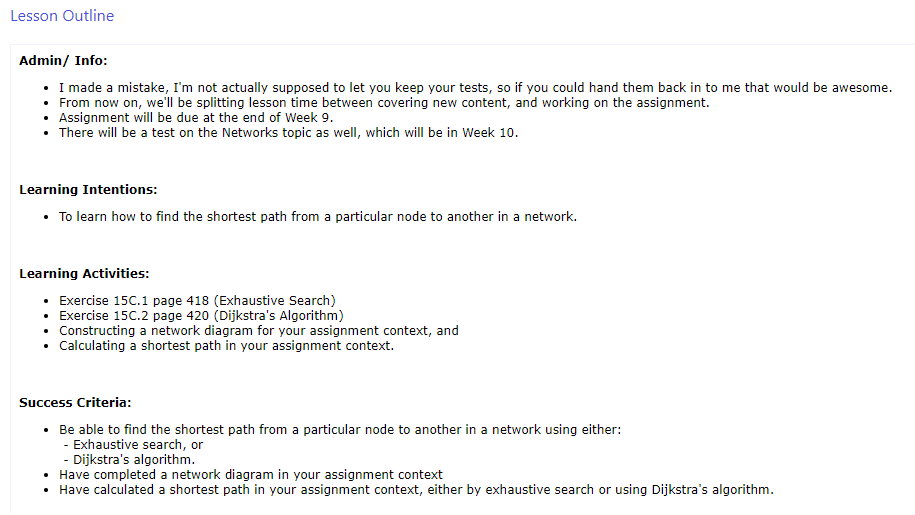 Lesson Outline
Admin/ Info:
• I made a mistake, I'm not actually supposed to let you keep your tests, so if you could hand them back in to me that would be awesome.
• From now on, we'll be splitting lesson time between covering new content, and working on the assignment.
• Assignment will be due at the end of Week 9.
• There will be a test on the Networks topic as well, which will be in Week 10.
Learning Intentions:
• To learn how to find the shortest path from a particular node to another in a network.
Learning Activities:
• Exercise 15C.1 page 418 (Exhaustive Search)
• Exercise 15C.2 page 420 (Dijkstra's Algorithm)
• Constructing a network diagram for your assignment context, and
• Calculating a shortest path in your assignment context.
Success Criteria:
• Be able to find the shortest path from a particular node to another in a network using either:
- Exhaustive search, or
- Dijkstra's algorithm.
• Have completed a network diagram in your assignment context
• Have calculated a shortest path in your assignment context, either by exhaustive search or using Dijkstra's algorithm.